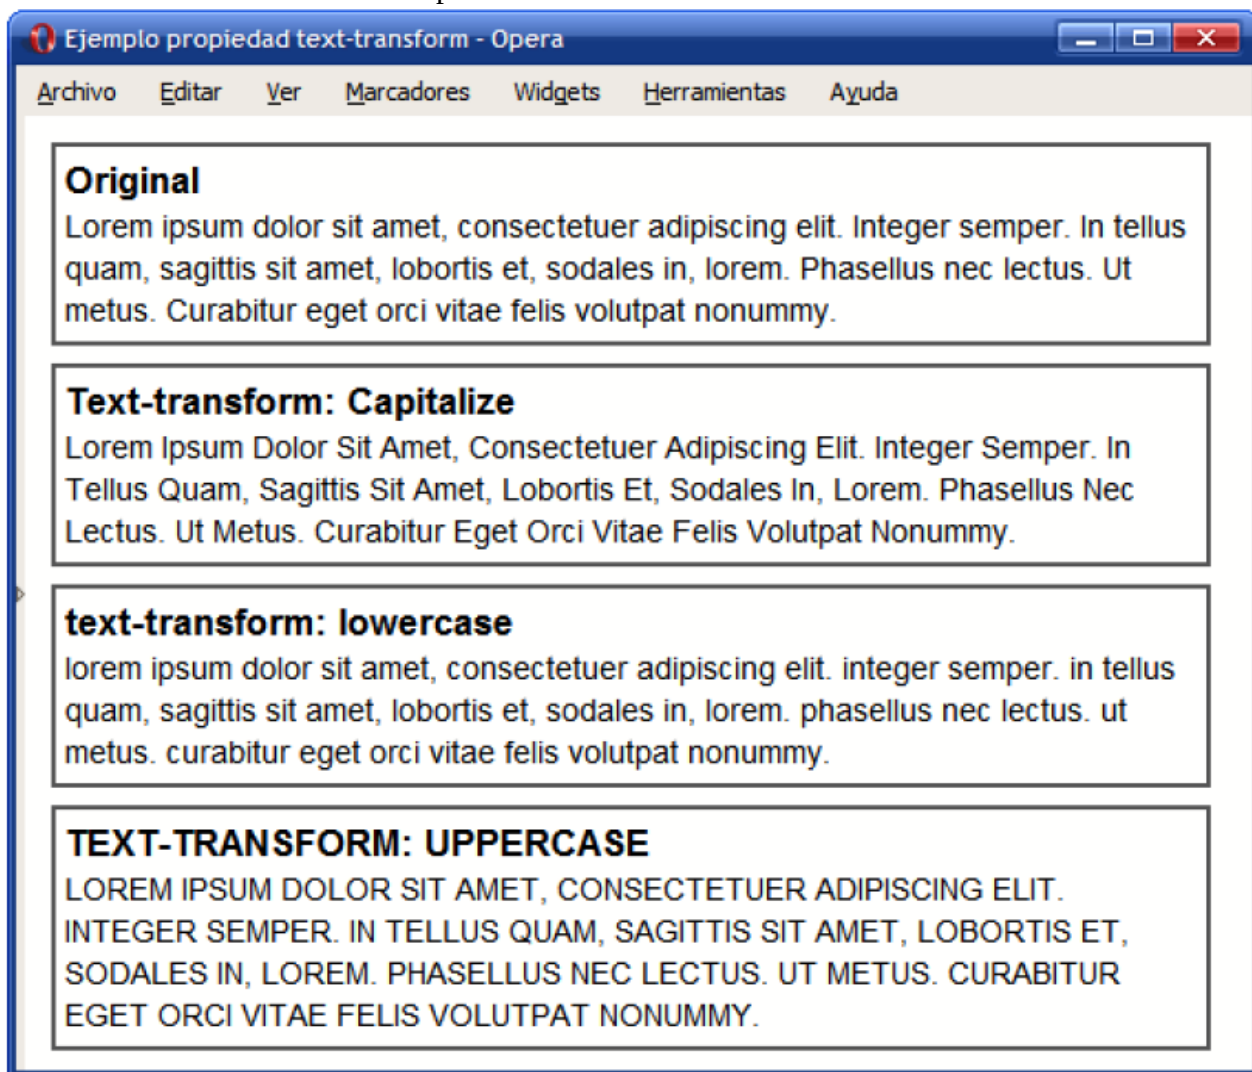 Ejemplo propiedad text-transform - Opera
Archivo Editar Ver Marcadores Widgets Herramientas Ayuda
Original
Lorem ipsum dolor sit amet, consectetuer adipiscing elit. Integer semper. In tellus
quam, sagittis sit amet, lobortis et, sodales in, lorem. Phasellus nec lectus. Ut
metus. Curabitur eget orci vitae felis volutpat nonummy.
Text-transform: Capitalize
Lorem Ipsum Dolor Sit Amet, Consectetuer Adipiscing Elit. Integer Semper. In
Tellus Quam, Sagittis Sit Amet, Lobortis Et, Sodales In, Lorem. Phasellus Nec
Lectus. Ut Metus. Curabitur Eget Orci Vitae Felis Volutpat Nonummy.
text-transform: lowercase
lorem ipsum dolor sit amet, consectetuer adipiscing elit. integer semper. in tellus
quam, sagittis sit amet, lobortis et, sodales in, lorem. phasellus nec lectus. ut
metus. curabitur eget orci vitae felis volutpat nonummy.
TEXT-TRANSFORM: UPPERCASE
LOREM IPSUM DOLOR SIT AMET, CONSECTETUER ADIPISCING ELIT.
INTEGER SEMPER. IN TELLUS QUAM, SAGITTIS SIT AMET, LOBORTIS ET,
SODALES IN, LOREM. PHASELLUS NEC LECTUS. UT METUS. CURABITUR
EGET ORCI VITAE FELIS VOLUTPAT NONUMMY.